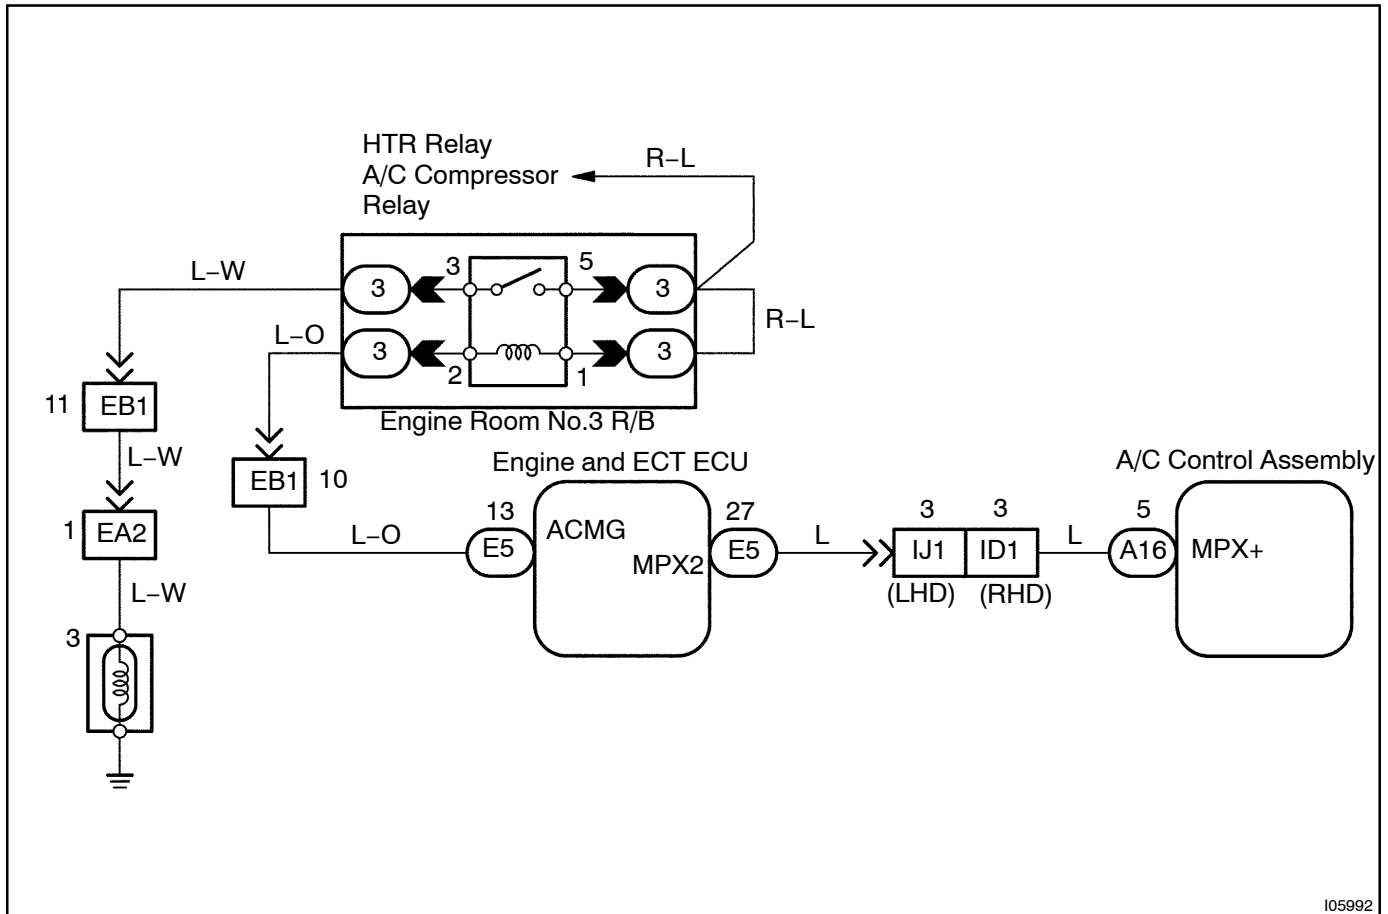 HTR Relay
A/C Compressor
Relay
R–L
L–W
3
3
5
3
R–L
L–O
3
2
1
3
Engine Room No.3 R/B
11
EB1
L–W
EB1
10
Engine and ECT ECU
A/C Control Assembly
1
EA2
L–O
13
E5
ACMG
MPX2
27
E5
L
3
3
IJ1
ID1
(LHD)
(RHD)
L
5
A16
MPX+
L–W
3
I05992